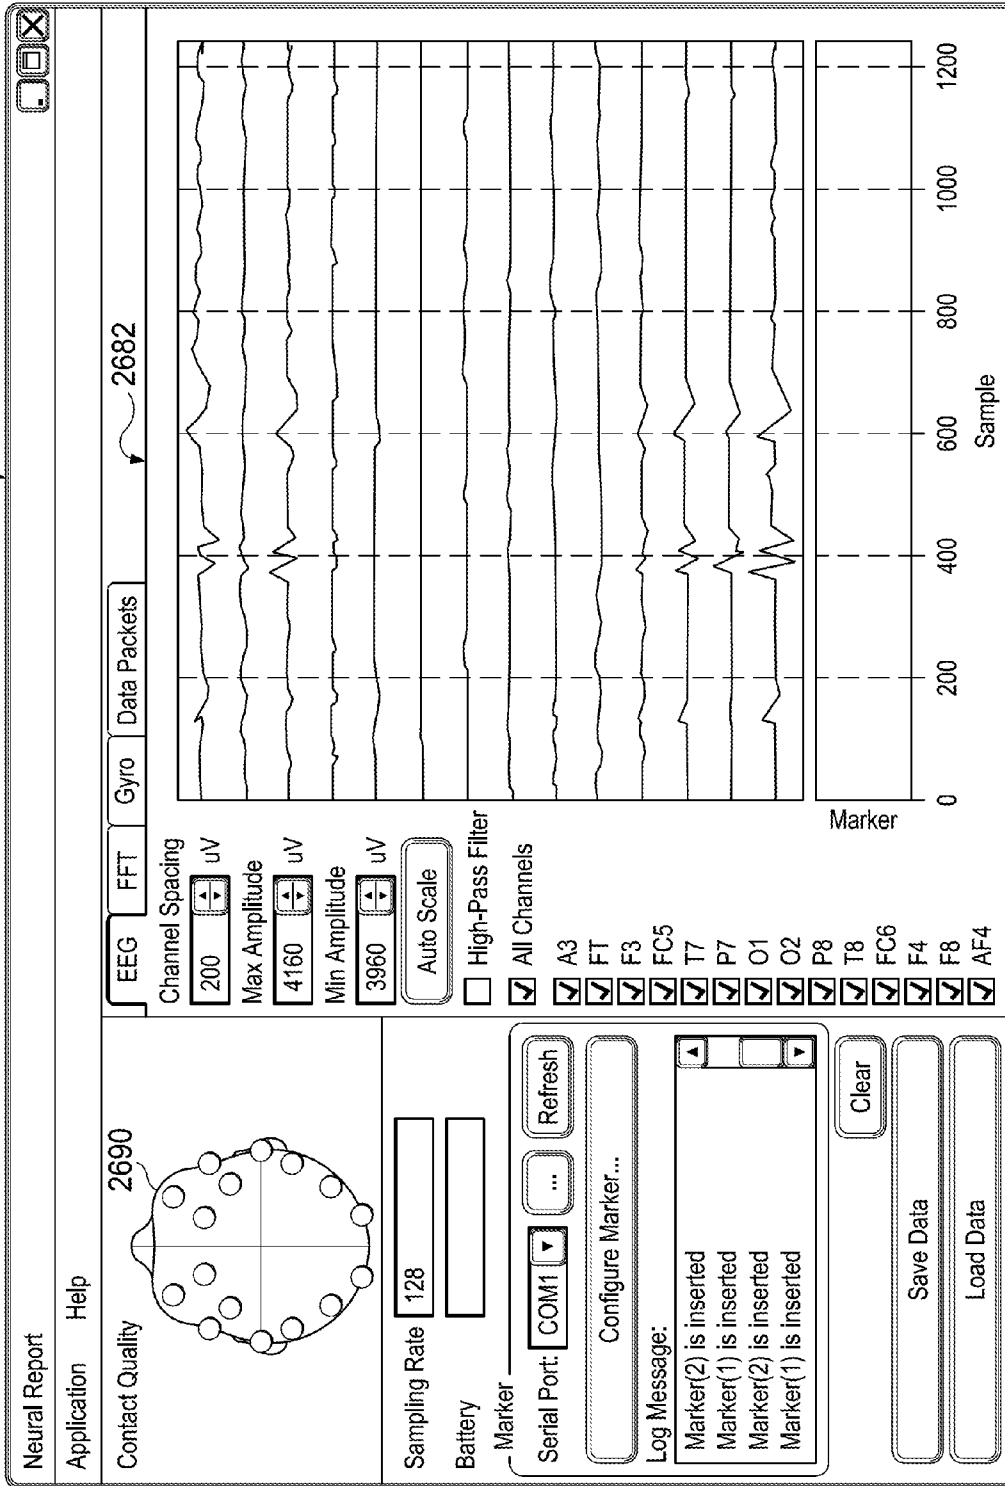 Neural Report
Application Help
Contact Quality
2690
Sampling Rate 128
Battery
Marker
Serial Port: COM1 ... Refresh
Configure Marker...
Log Message:
Marker(2) is inserted
Marker(1) is inserted
Marker(2) is inserted
Marker(1) is inserted
Clear
Save Data
Load Data
EEG FFT Gyro Data Packets
2682
Channel Spacing
200 uV
Max Amplitude
4160 uV
Min Amplitude
3960 uV
Auto Scale
High-Pass Filter
All Channels
A3
FT
F3
FC5
T7
P7
O1
O2
P8
T8
FC6
F4
F8
AF4
Marker
0 200 400 600 800 1000 1200
Sample